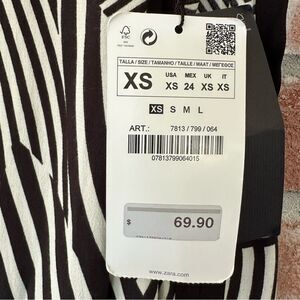 FSC
TALLA / SIZE / TAMANHO / TAILLE / MAAT / ΜΕΓΕΘΟΣ
XS
USA MEX UK IT
XS 24 XS XS
XS S M L
ART.: 7813 / 799 / 064
07813799064015
$ 69.90
www.zara.com